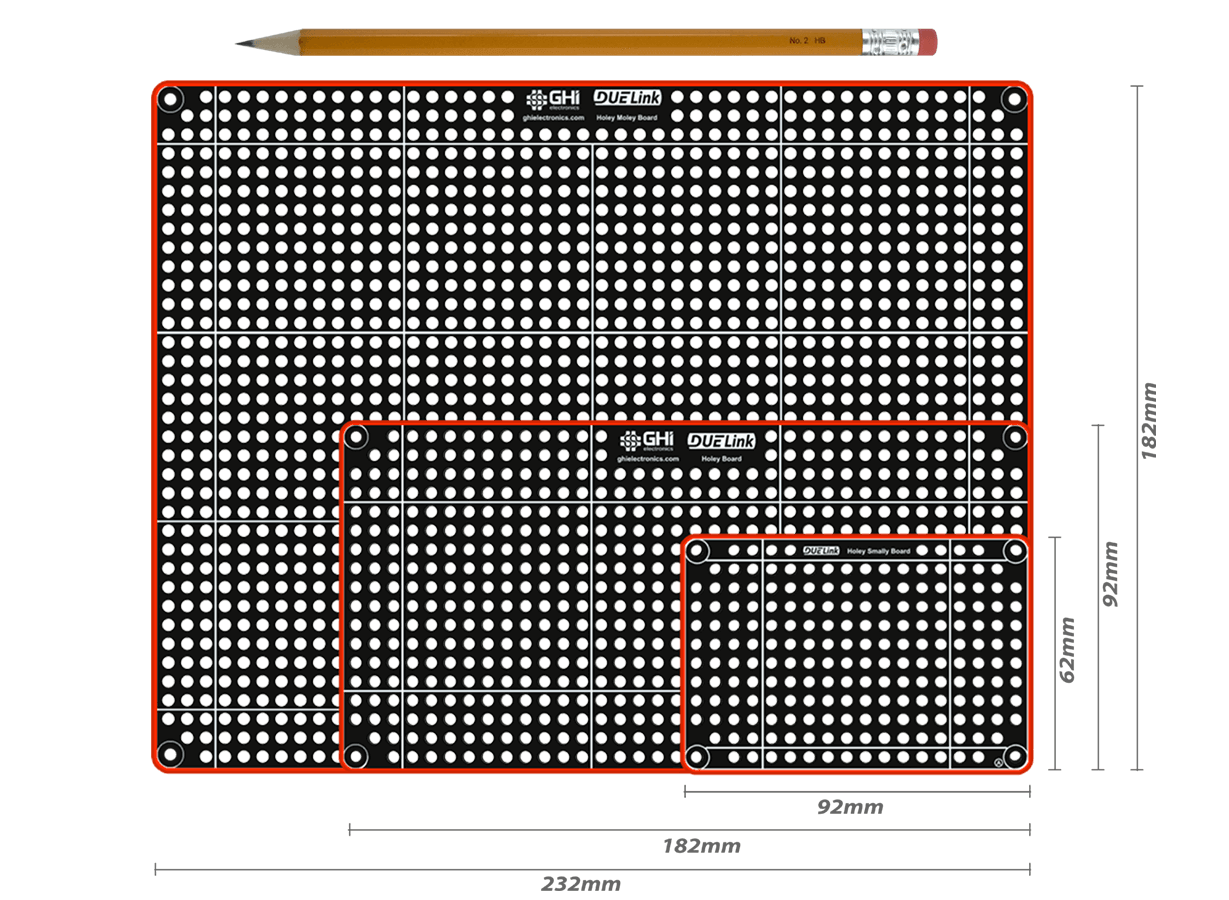 No. 2 HB
GHI electronics DUELink
ghielectronics.com Holey Moley Board
GHI electronics DUELink
ghielectronics.com Holey Board
DUELink Holey Smally Board
182mm
92mm
62mm
A
92mm
182mm
232mm